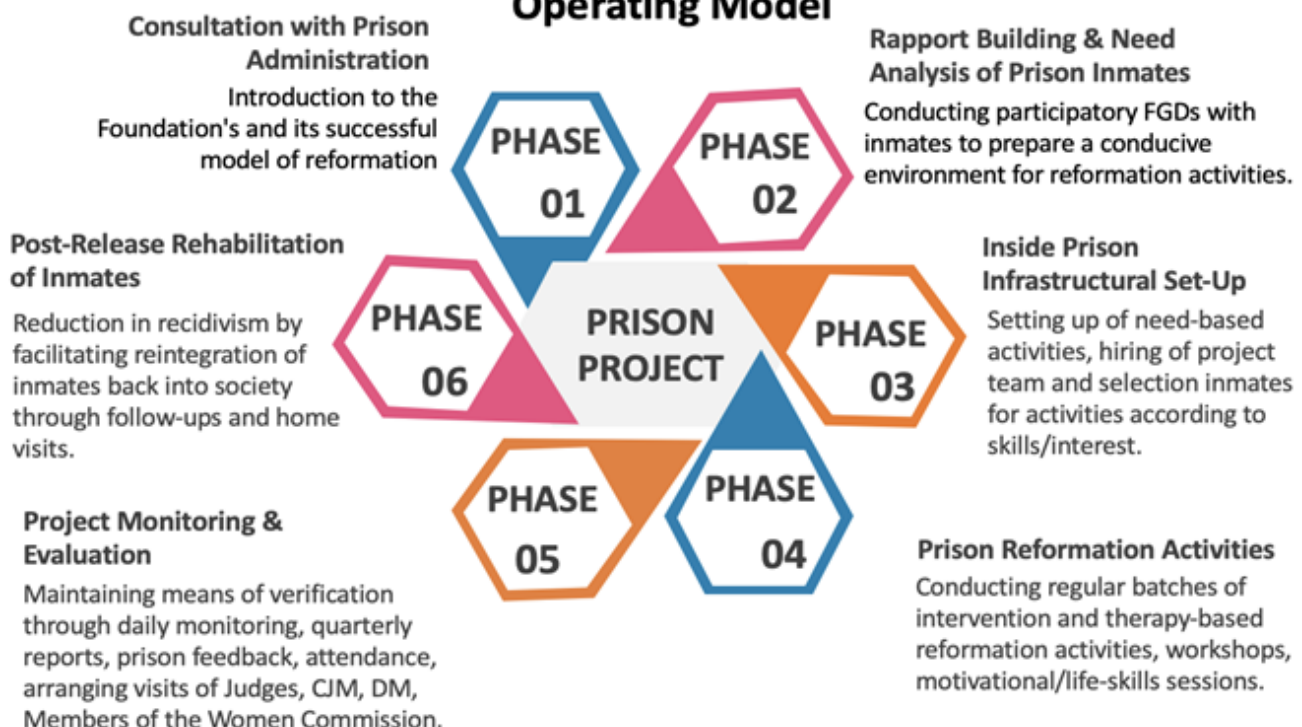 Operating Model
Consultation with Prison
Administration
Introduction to the
Foundation's and its successful
model of reformation
PHASE
01
Rapport Building & Need
Analysis of Prison Inmates
Conducting participatory FGDs with
inmates to prepare a conducive
environment for reformation activities.
PHASE
02
Inside Prison
Infrastructural Set-Up
Setting up of need-based
activities, hiring of project
team and selection inmates
for activities according to
skills/interest.
PHASE
03
PRISON
PROJECT
Prison Reformation Activities
Conducting regular batches of
intervention and therapy-based
reformation activities, workshops,
motivational/life-skills sessions.
PHASE
04
Project Monitoring &
Evaluation
Maintaining means of verification
through daily monitoring, quarterly
reports, prison feedback, attendance,
arranging visits of Judges, CJM, DM,
Members of the Women Commission.
PHASE
05
Post-Release Rehabilitation
of Inmates
Reduction in recidivism by
facilitating reintegration of
inmates back into society
through follow-ups and home
visits.
PHASE
06